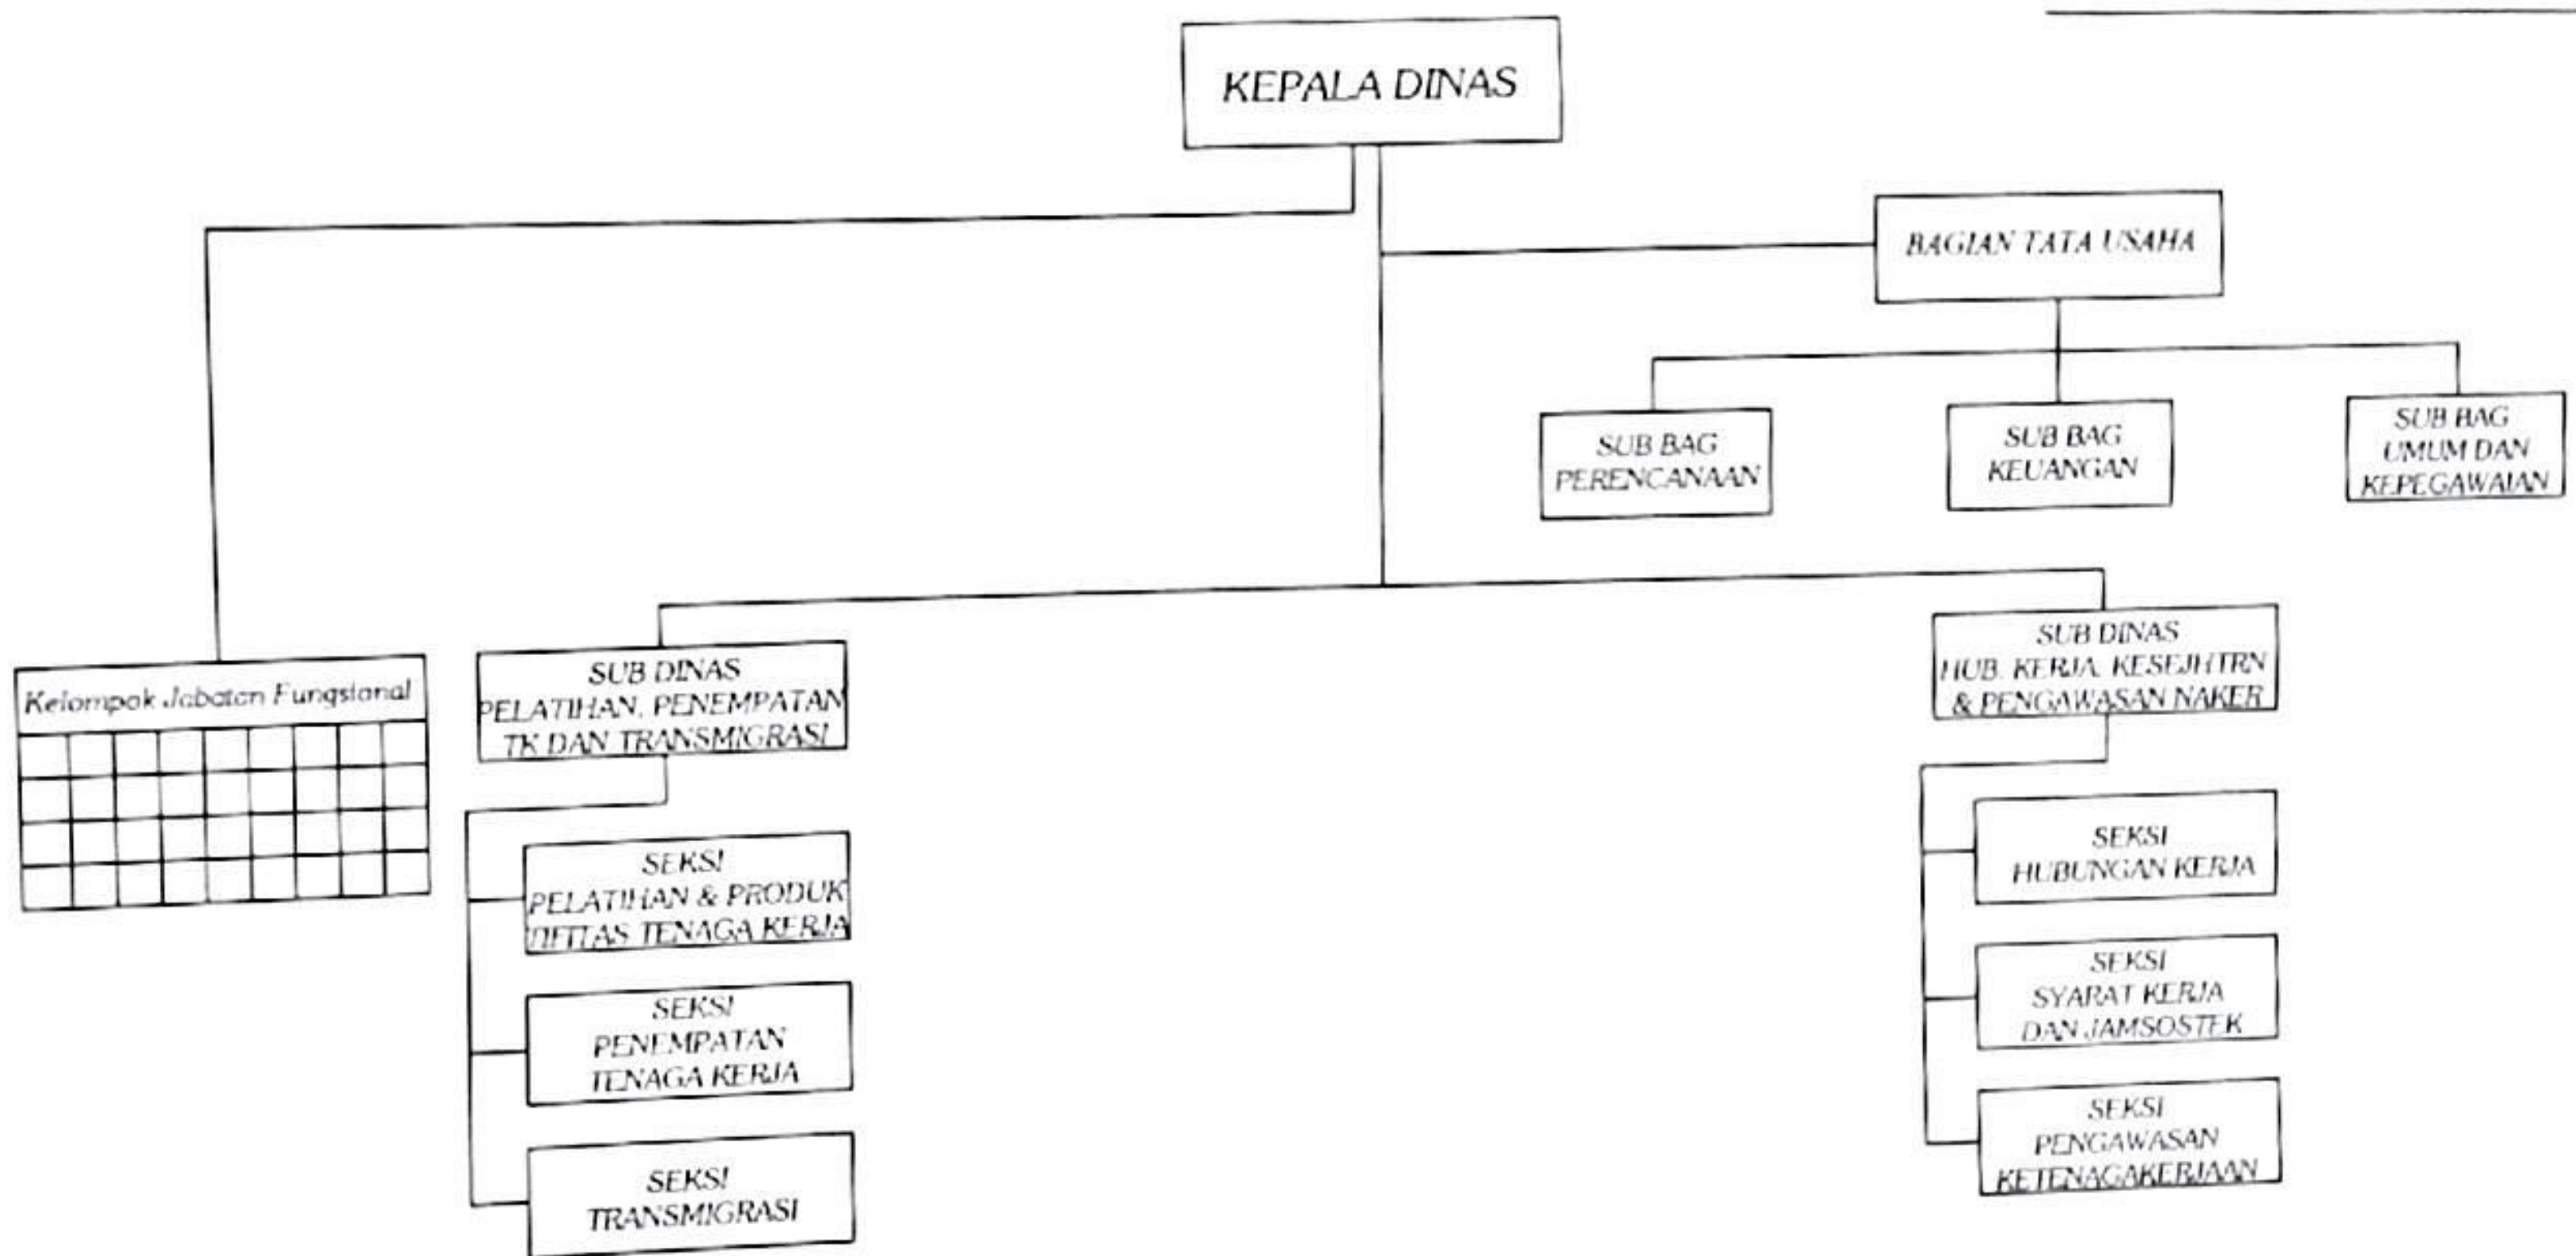 KEPALA DINAS
BAGIAN TATA USAHA
SUB BAG
PERENCANAAN
SUB BAG
KEUANGAN
SUB BAG
UMUM DAN
KEPEGAWAIAN
Kelompok Jabatan Fungsional
SUB DINAS
PELATIHAN, PENEMPATAN
TK DAN TRANSMIGRASI
SEKSI
PELATIHAN & PRODUK
TIFITAS TENAGA KERJA
SEKSI
PENEMPATAN
TENAGA KERJA
SEKSI
TRANSMIGRASI
SUB DINAS
HUB. KERJA, KESEJHTRN
& PENGAWASAN NAKER
SEKSI
HUBUNGAN KERJA
SEKSI
SYARAT KERJA
DAN JAMSOSTEK
SEKSI
PENGAWASAN
KETENAGAKERJAAN